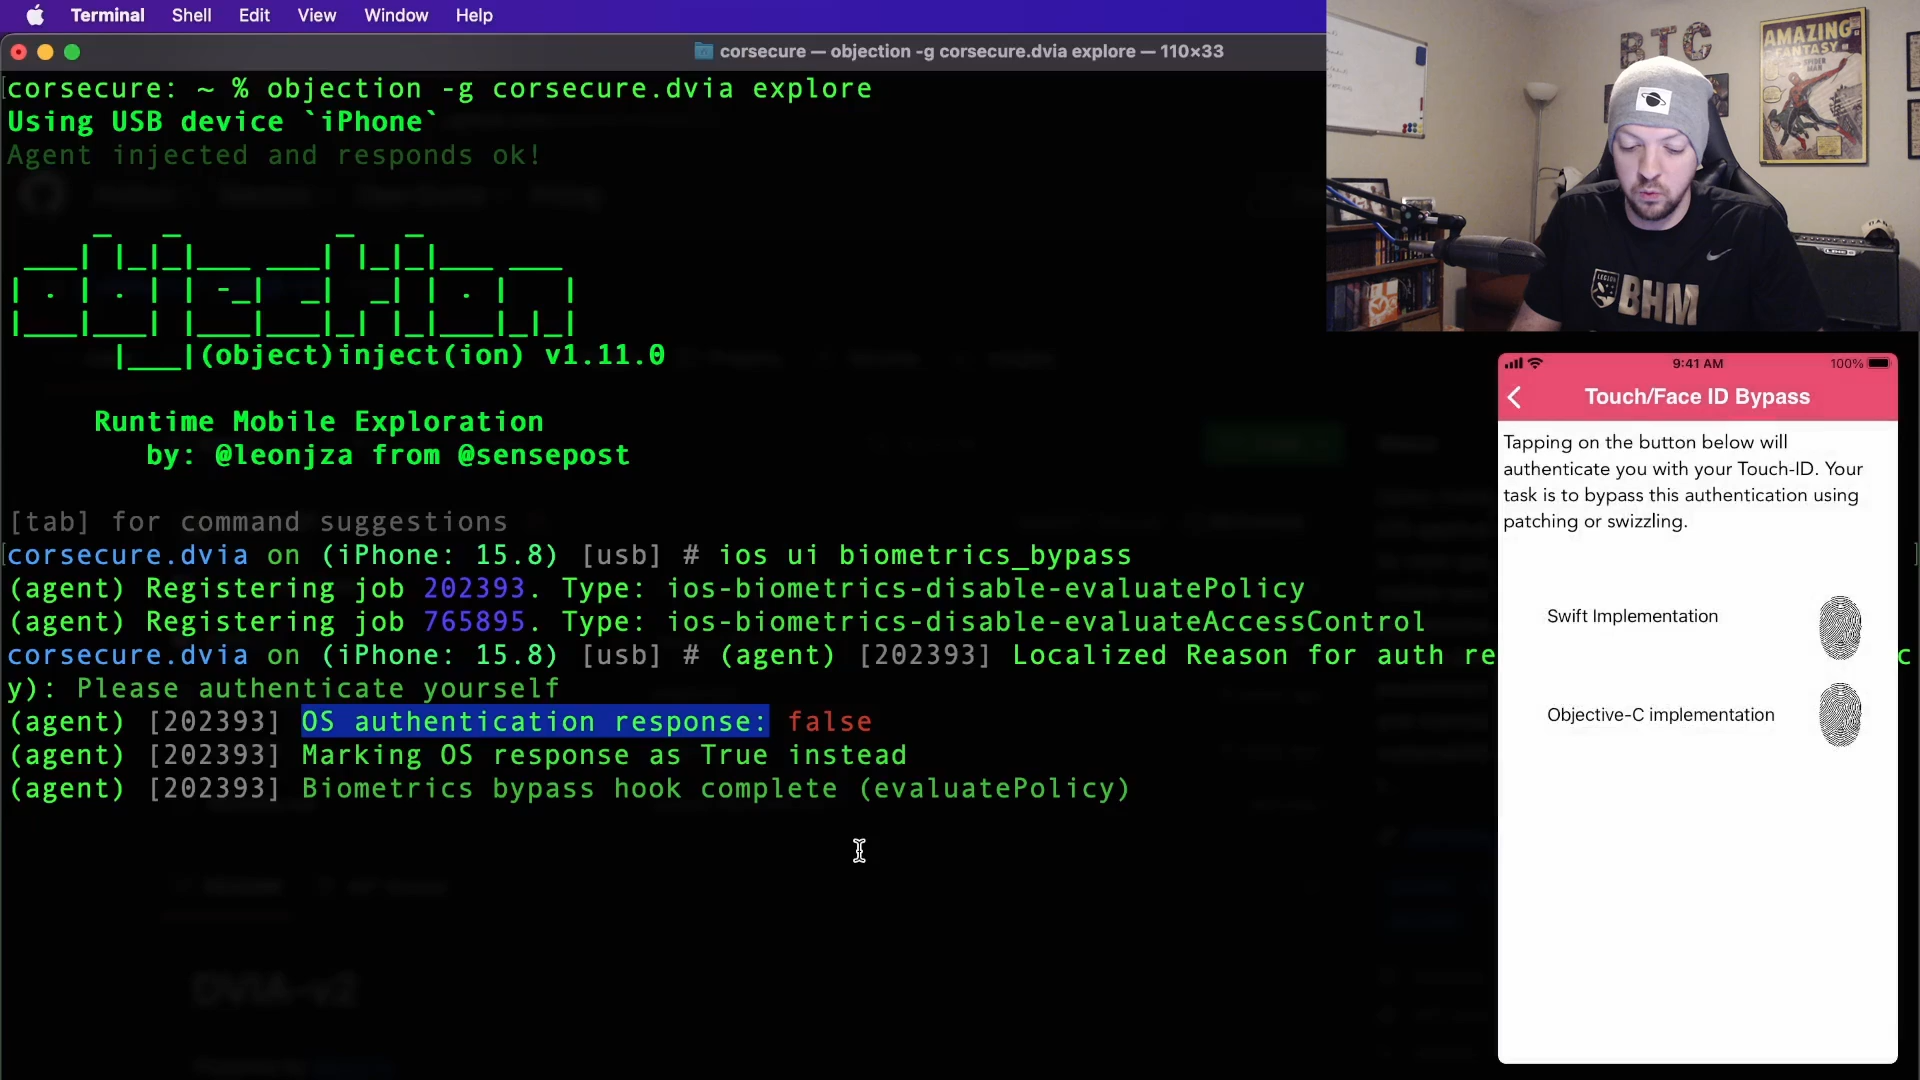 Terminal Shell Edit View Window Help
corsecure — objection -g corsecure.dvia explore — 110×33
corsecure: ~ % objection -g corsecure.dvia explore
Using USB device `iPhone`
Agent injected and responds ok!
|___|(object)inject(ion) v1.11.0
Runtime Mobile Exploration
by: @leonjza from @sensepost
[tab] for command suggestions
corsecure.dvia on (iPhone: 15.8) [usb] # ios ui biometrics_bypass
(agent) Registering job 202393. Type: ios-biometrics-disable-evaluatePolicy
(agent) Registering job 765895. Type: ios-biometrics-disable-evaluateAccessControl
corsecure.dvia on (iPhone: 15.8) [usb] # (agent) [202393] Localized Reason for auth re
c
y): Please authenticate yourself
(agent) [202393] OS authentication response: false
(agent) [202393] Marking OS response as True instead
(agent) [202393] Biometrics bypass hook complete (evaluatePolicy)
DVIA-v2
BTC
AMAZING
FANTASY
LEGION
BHM
9:41 AM 100%
Touch/Face ID Bypass
Tapping on the button below will
authenticate you with your Touch-ID. Your
task is to bypass this authentication using
patching or swizzling.
Swift Implementation
Objective-C implementation